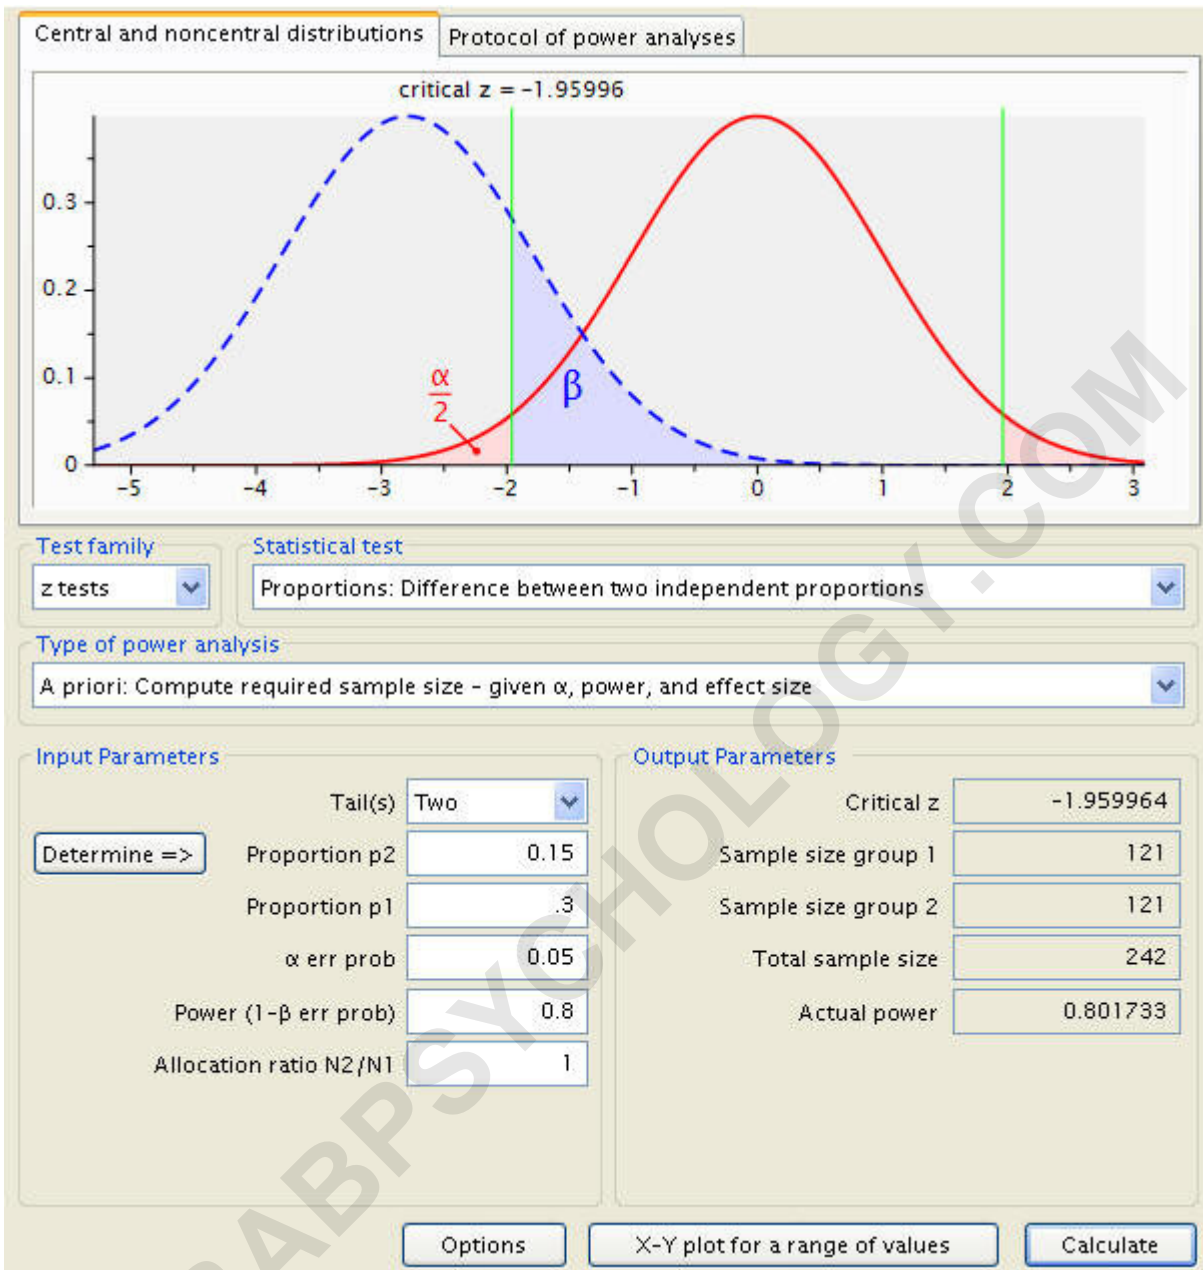 Central and noncentral distributions
Protocol of power analyses
critical z = -1.95996
0.3
0.2
0.1
0
α
2
β
-5 -4 -3 -2 -1 0 1 2 3
Test family
Statistical test
z tests
Proportions: Difference between two independent proportions
Type of power analysis
A priori: Compute required sample size - given α, power, and effect size
Input Parameters
Tail(s) Two
Determine => Proportion p2 0.15
Proportion p1 .3
α err prob 0.05
Power (1-β err prob) 0.8
Allocation ratio N2/N1 1
Output Parameters
Critical z -1.959964
Sample size group 1 121
Sample size group 2 121
Total sample size 242
Actual power 0.801733
Options
X-Y plot for a range of values
Calculate
ABPSYCHOLOGY.COM